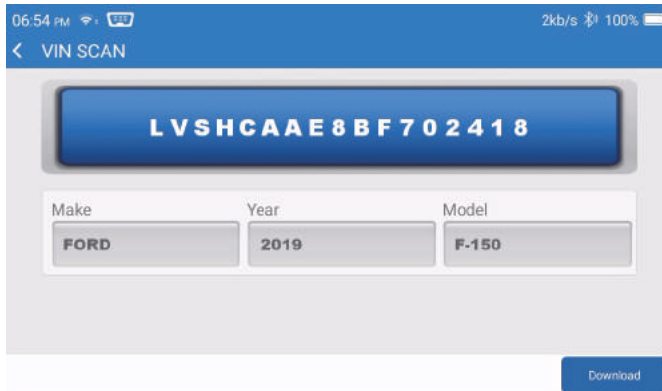 06:54 PM 2kb/s 100%
VIN SCAN
LVSHCAAE8BF702418
Make Year Model
FORD 2019 F-150
Download